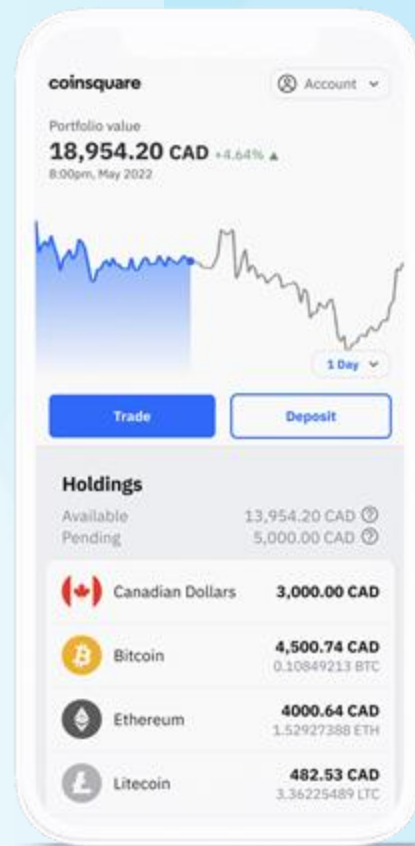 coinsquare
Account
Portfolio value
18,954.20 CAD +4.64% ▲
8:00pm, May 2022
1 Day
Trade
Deposit
Holdings
Available 13,954.20 CAD
Pending 5,000.00 CAD
Canadian Dollars 3,000.00 CAD
Bitcoin 4,500.74 CAD
0.10849213 BTC
Ethereum 4000.64 CAD
1.52927388 ETH
Litecoin 482.53 CAD
3.36225489 LTC